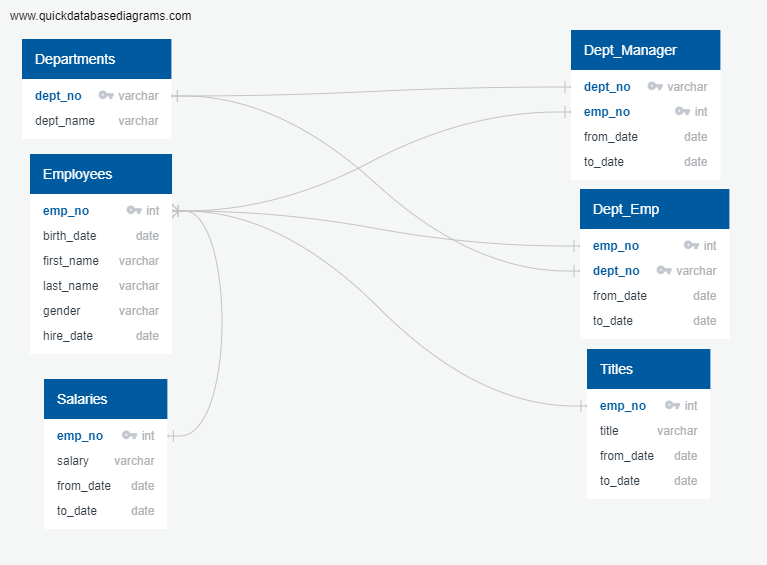 www.quickdatabasediagrams.com
Departments
dept_no varchar
dept_name varchar
Employees
emp_no int
birth_date date
first_name varchar
last_name varchar
gender varchar
hire_date date
Salaries
emp_no int
salary varchar
from_date date
to_date date
Dept_Manager
dept_no varchar
emp_no int
from_date date
to_date date
Dept_Emp
emp_no int
dept_no varchar
from_date date
to_date date
Titles
emp_no int
title varchar
from_date date
to_date date